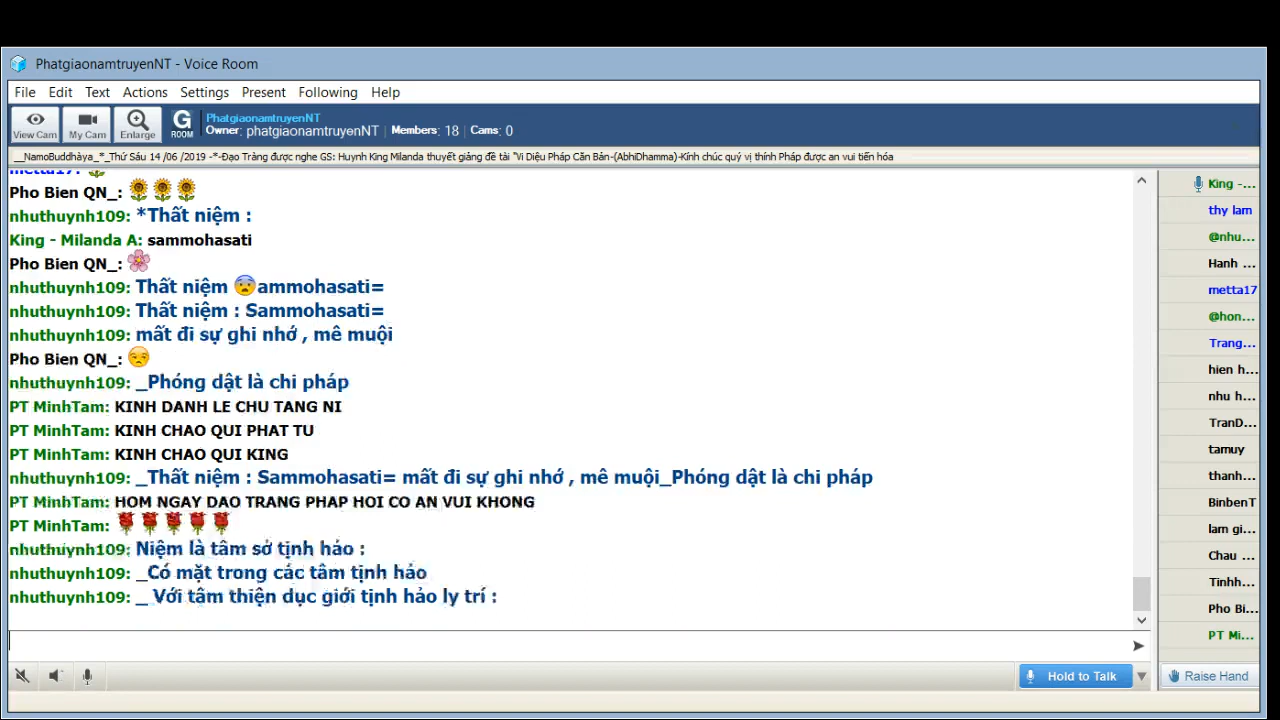 PhatgiaonamtruyenNT - Voice Room
File Edit Text Actions Settings Present Following Help
View Cam My Cam Enlarge G ROOM
PhatgiaonamtruyenNT
Owner: phatgiaonamtruyenNT | Members: 18 | Cams: 0
__NamoBuddhàya_*_Thứ Sáu 14 /06 /2019 -*-Đạo Tràng được nghe GS: Huynh King Milanda thuyết giảng đề tài "Vi Diệu Pháp Căn Bản-(AbhiDhamma)-Kính chúc quý vị thính Pháp được an vui tiến hóa
metta17:
Pho Bien QN_:
nhuthuynh109: *Thất niệm :
King - Milanda A: sammohasati
Pho Bien QN_:
nhuthuynh109: Thất niệm ammohasati=
nhuthuynh109: Thất niệm : Sammohasati=
nhuthuynh109: mất đi sự ghi nhớ , mê muội
Pho Bien QN_:
nhuthuynh109: _Phóng dật là chi pháp
PT MinhTam: KINH DANH LE CHU TANG NI
PT MinhTam: KINH CHAO QUI PHAT TU
PT MinhTam: KINH CHAO QUI KING
nhuthuynh109: _Thất niệm : Sammohasati= mất đi sự ghi nhớ , mê muội_Phóng dật là chi pháp
PT MinhTam: HOM NGAY DAO TRANG PHAP HOI CO AN VUI KHONG
PT MinhTam:
nhuthuynh109: Niệm là tâm sở tịnh hảo :
nhuthuynh109: _Có mặt trong các tâm tịnh hảo
nhuthuynh109: _ Với tâm thiện dục giới tịnh hảo ly trí :
King -...
thy lam
@nhu...
Hanh ...
metta17
@hon...
Trang...
hien h...
nhu h...
TranD...
tamuy
thanh...
BinbenT
lam gi...
Chau ...
Tinhh...
Pho Bi...
PT Mi...
Hold to Talk
Raise Hand